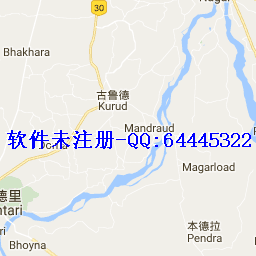 Nagari
30
Bhakhara
古鲁德
Kurud
Mandraud
软件未注册-QQ:64445322
Magarload
德里
ntari
本德拉
Pendra
Bhoyna